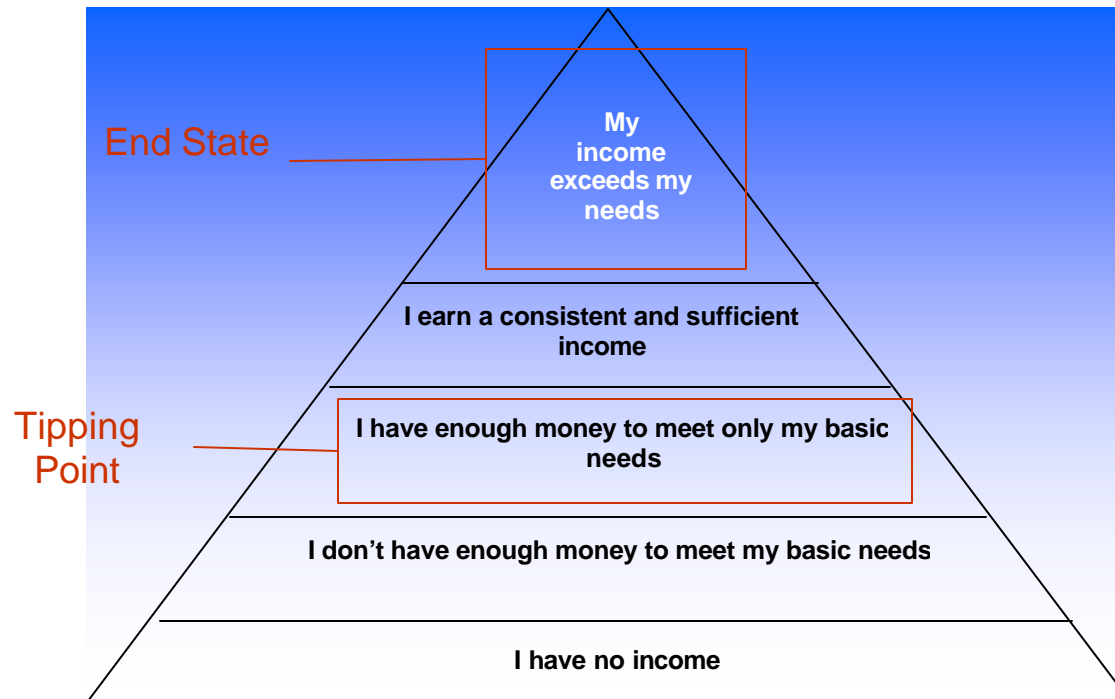 End State
My
income
exceeds my
needs
I earn a consistent and sufficient
income
Tipping
Point
I have enough money to meet only my basic
needs
I don't have enough money to meet my basic needs
I have no income